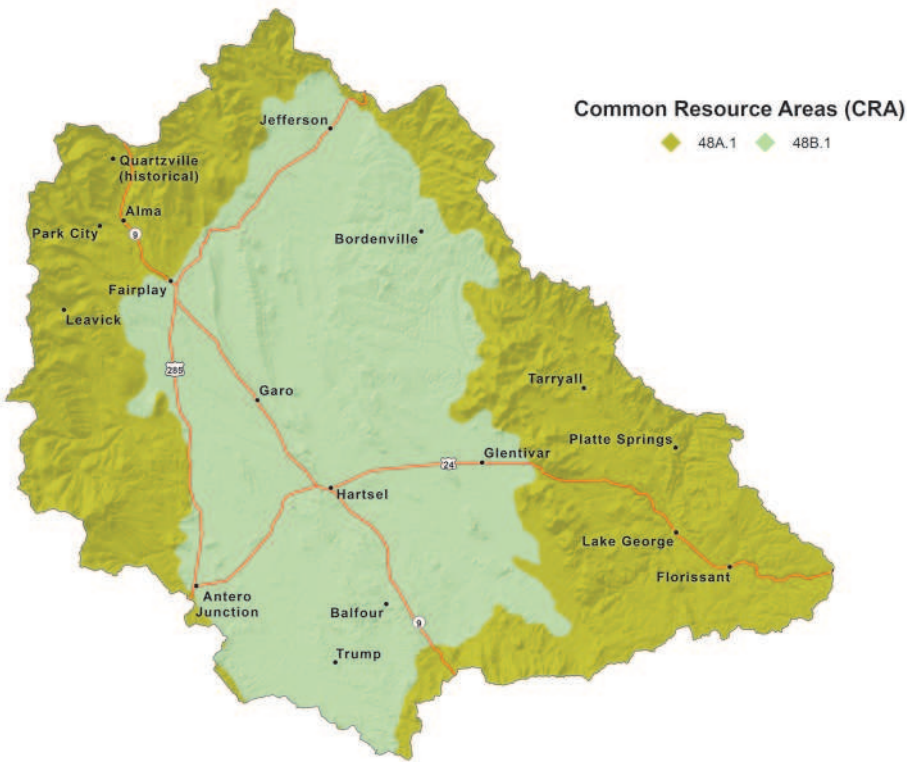 Common Resource Areas (CRA)
48A.1 48B.1
Jefferson
Quartzville
(historical)
Alma
Park City
9
Bordenville
Fairplay
Leavick
285
Tarryall
Garo
Platte Springs
Glentivar
24
Hartsel
Lake George
Florissant
Antero
Junction
Balfour
9
Trump